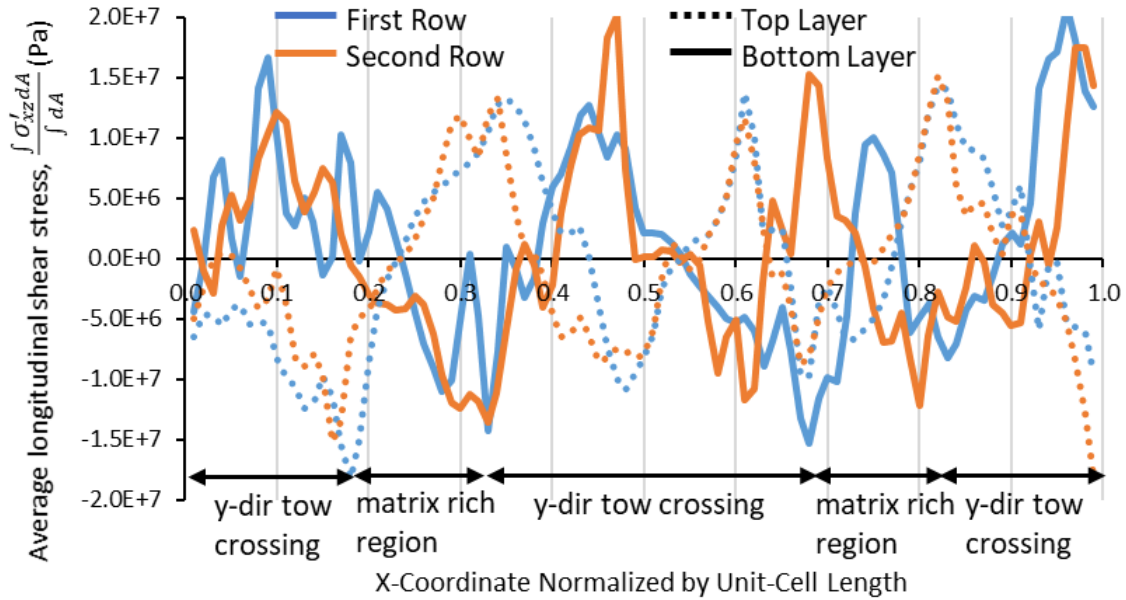 First Row
Second Row
Top Layer
Bottom Layer
Average longitudinal shear stress, ∫σ′xz dA / ∫dA (Pa)
2.0E+7
1.5E+7
1.0E+7
5.0E+6
0.0E+0
-5.0E+6
-1.0E+7
-1.5E+7
-2.0E+7
0.0 0.1 0.2 0.3 0.4 0.5 0.6 0.7 0.8 0.9 1.0
y-dir tow
crossing
matrix rich
region
y-dir tow crossing
matrix rich
region
y-dir tow
crossing
X-Coordinate Normalized by Unit-Cell Length